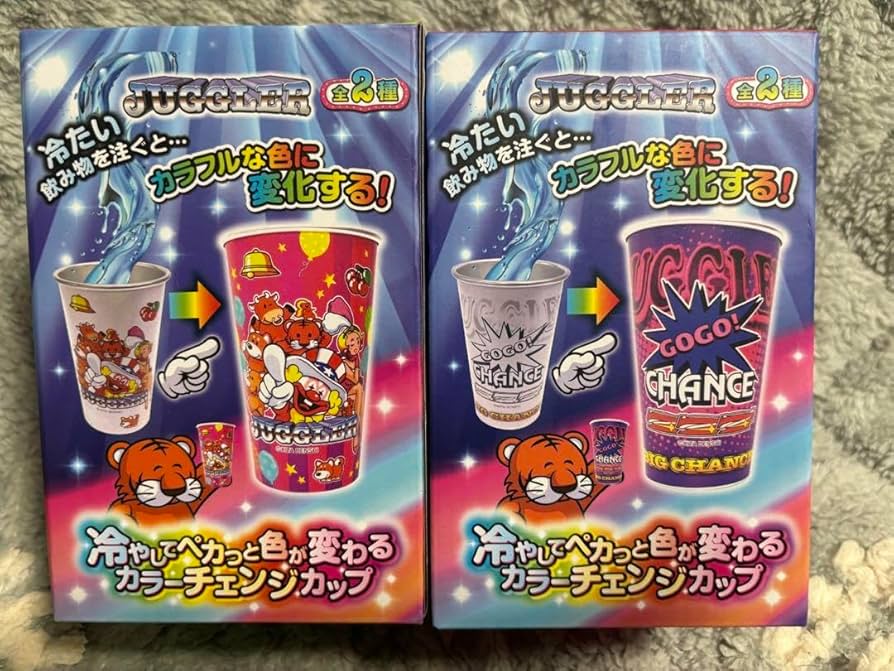 JUGGLER
全2種
冷たい
飲み物を注ぐと…
カラフルな色に
変化する!
JUGGLER
冷やしてペカっと色が変わる
カラーチェンジカップ
JUGGLER
全2種
冷たい
飲み物を注ぐと…
カラフルな色に
変化する!
JUGGLER
GOGO!
CHANCE
JUGGLE
GOGO!
CHANCE
777
©KITA DENSHI
BIG CHANCE
GOGO!
CHANCE
冷やしてペカっと色が変わる
カラーチェンジカップ